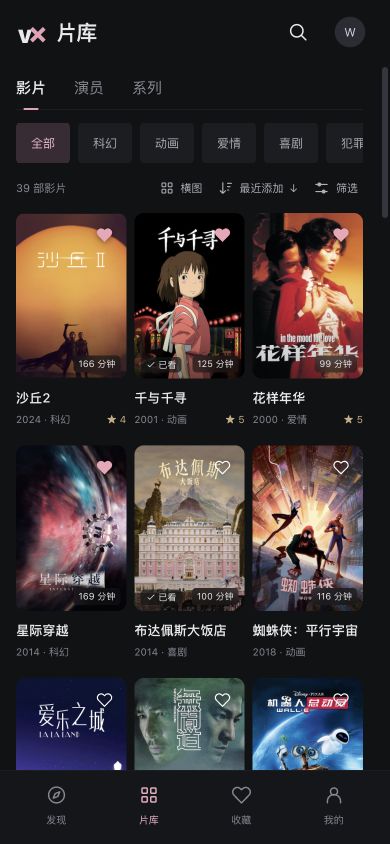 vx 片库
W
影片 演员 系列
全部 科幻 动画 爱情 喜剧 犯罪
39 部影片 横图 最近添加 ↓ 筛选
沙丘 II
166 分钟
千与千寻
✓ 已看 125 分钟
in the mood for love
花样年华
99 分钟
沙丘2 千与千寻 花样年华
2024 · 科幻 ★ 4 2001 · 动画 ★ 5 2000 · 爱情 ★ 5
星际穿越
169 分钟
布达佩斯
大饭店
✓ 已看 100 分钟
蜘蛛侠
116 分钟
星际穿越 布达佩斯大饭店 蜘蛛侠：平行宇宙
2014 · 科幻 2014 · 喜剧 2018 · 动画
爱乐之城
LA LA LAND
無間道
Disney · PIXAR
机器人总动员
WALL·E
发现 片库 收藏 我的